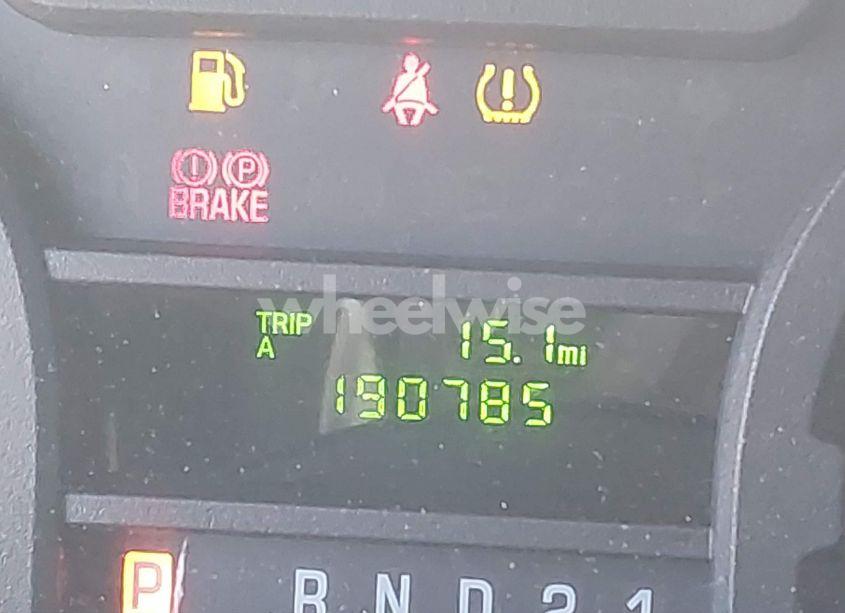 BRAKE
wheelwise
TRIP A 15.1mi
190785
P R N D 2 1